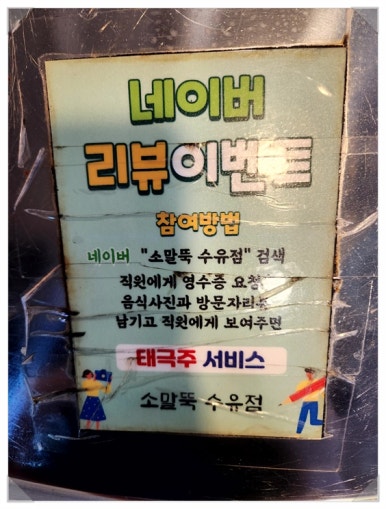 네이버
리뷰이벤트
참여방법
네이버 "소말뚝 수유점" 검색
직원에게 영수증 요청
음식사진과 방문자리뷰
남기고 직원에게 보여주면
태극주 서비스
소말뚝 수유점